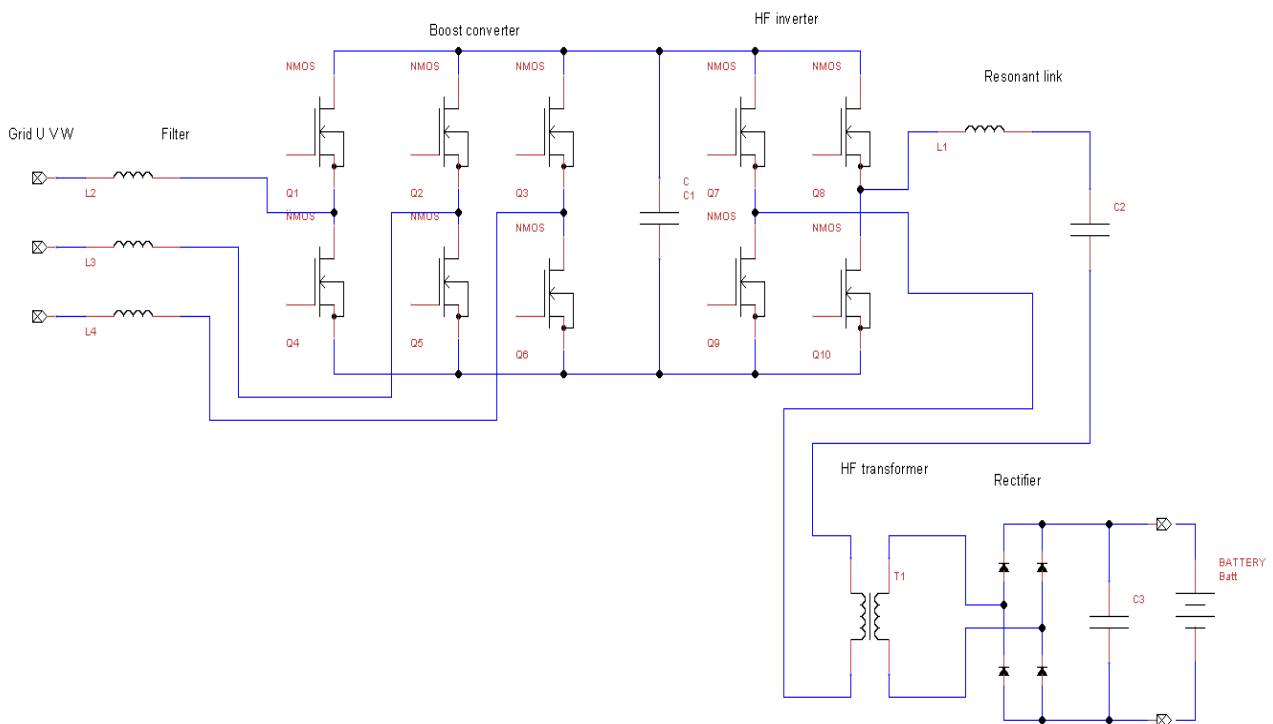 Boost converter
HF inverter
Resonant link
Grid U V W
Filter
NMOS
NMOS
NMOS
NMOS
NMOS
L2
L3
L4
Q1
Q2
Q3
C
C1
Q7
Q8
L1
C2
NMOS
NMOS
NMOS
NMOS
NMOS
Q4
Q5
Q6
Q9
Q10
HF transformer
Rectifier
T1
C3
BATTERY
Batt